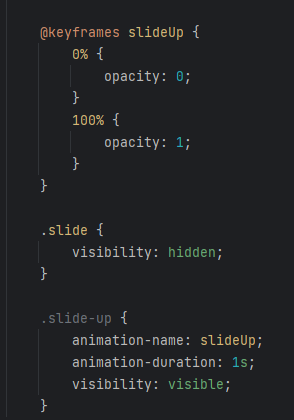 @keyframes slideUp {
0% {
opacity: 0;
}
100% {
opacity: 1;
}
}
.slide {
visibility: hidden;
}
.slide-up {
animation-name: slideUp;
animation-duration: 1s;
visibility: visible;
}